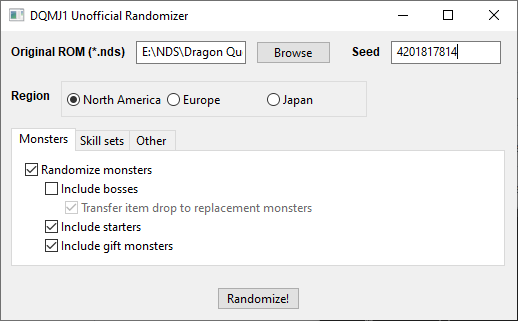 DQMJ1 Unofficial Randomizer
Original ROM (*.nds) E:\NDS\Dragon Qu Browse Seed 4201817814
Region North America Europe Japan
Monsters Skill sets Other
Randomize monsters
Include bosses
Transfer item drop to replacement monsters
Include starters
Include gift monsters
Randomize!